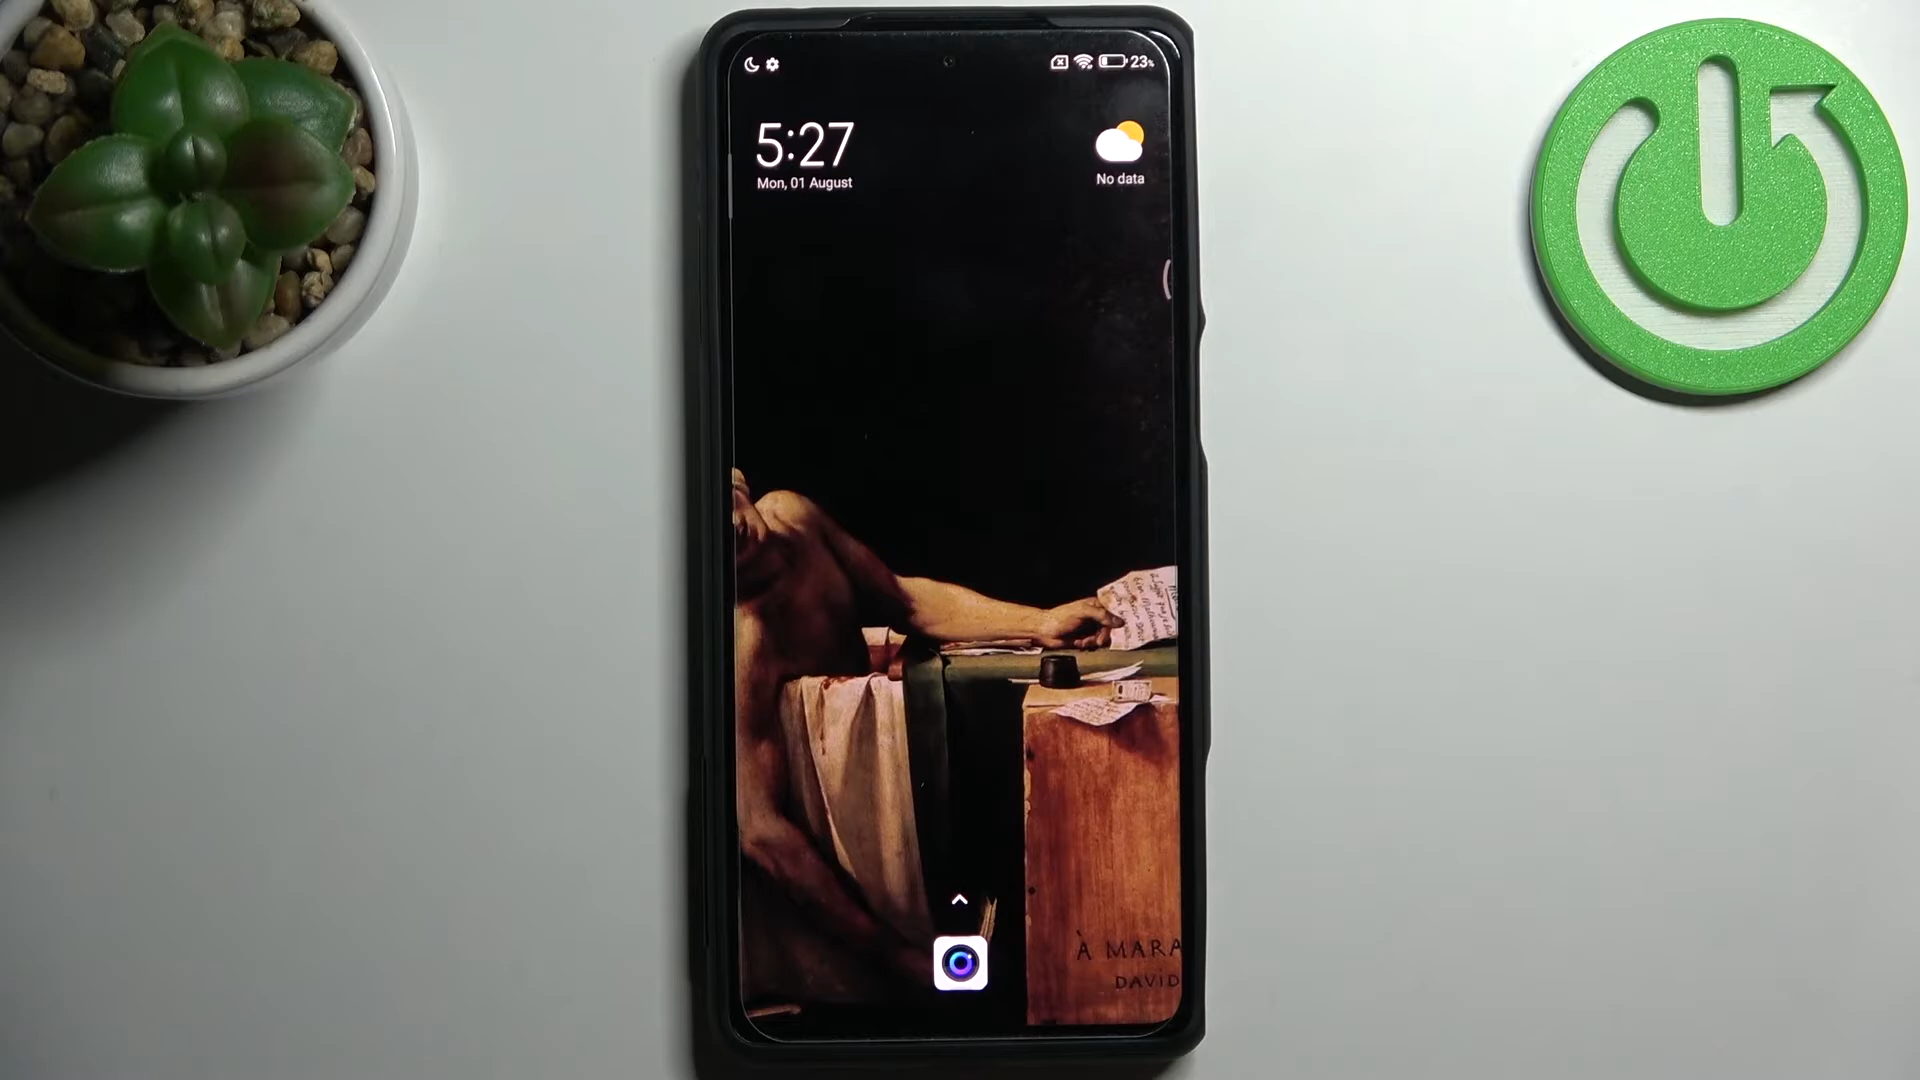 23%
5:27
Mon, 01 August
No data
À MARA
DAVID